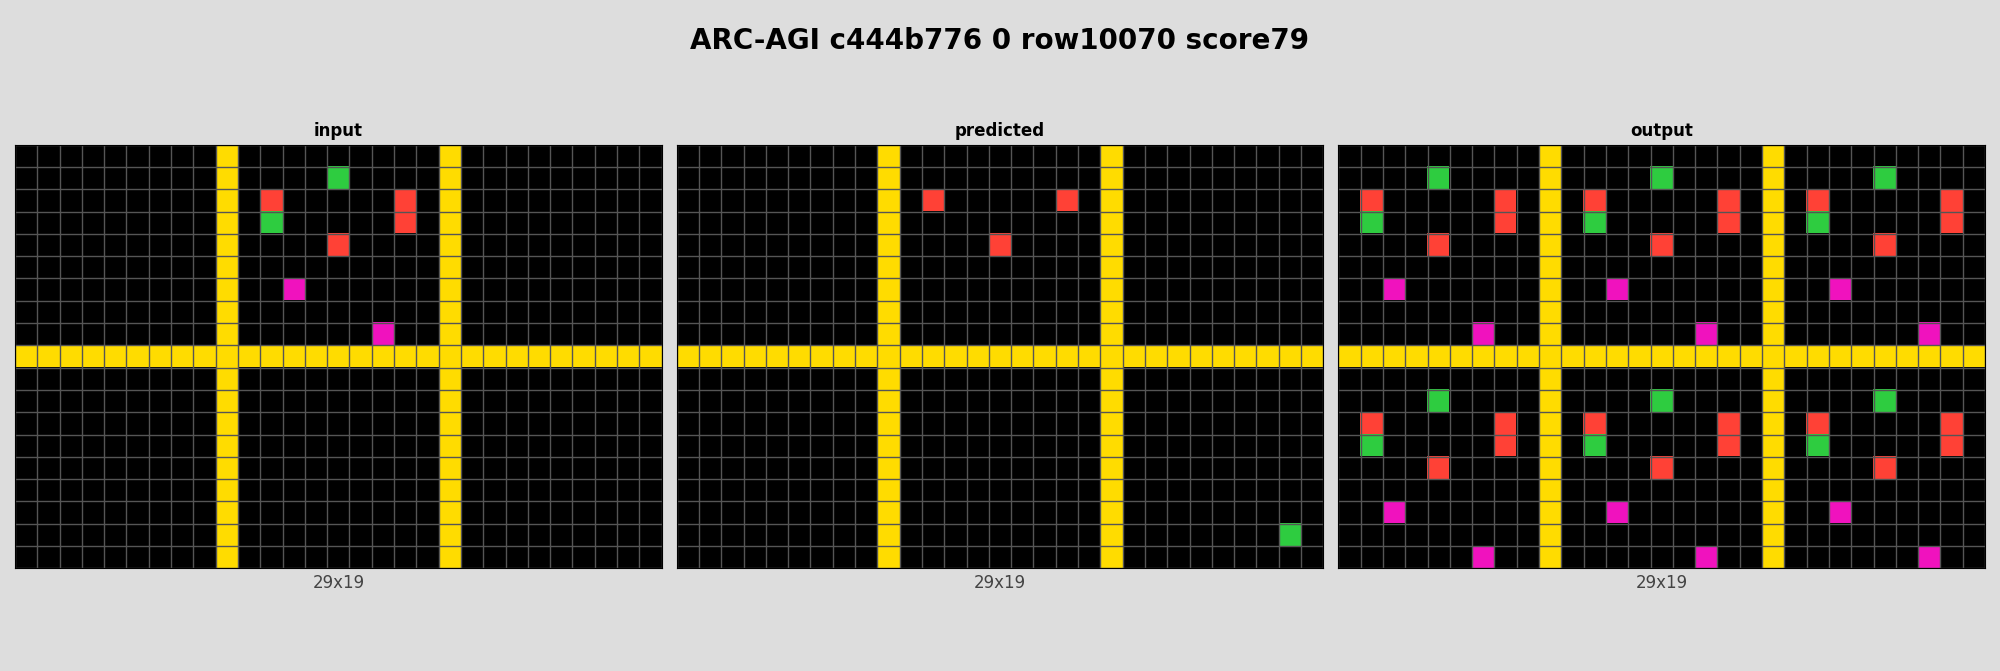 ARC-AGI c444b776 0 row10070 score79
input
predicted
output
29x19
29x19
29x19